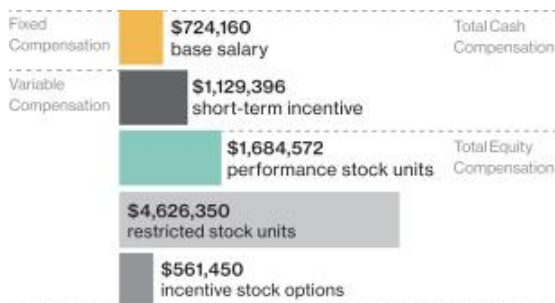 Fixed
Compensation
$724,160
base salary
Total Cash
Compensation
Variable
Compensation
$1,129,396
short-term incentive
$1,684,572
performance stock units
Total Equity
Compensation
$4,626,350
restricted stock units
$561,450
incentive stock options